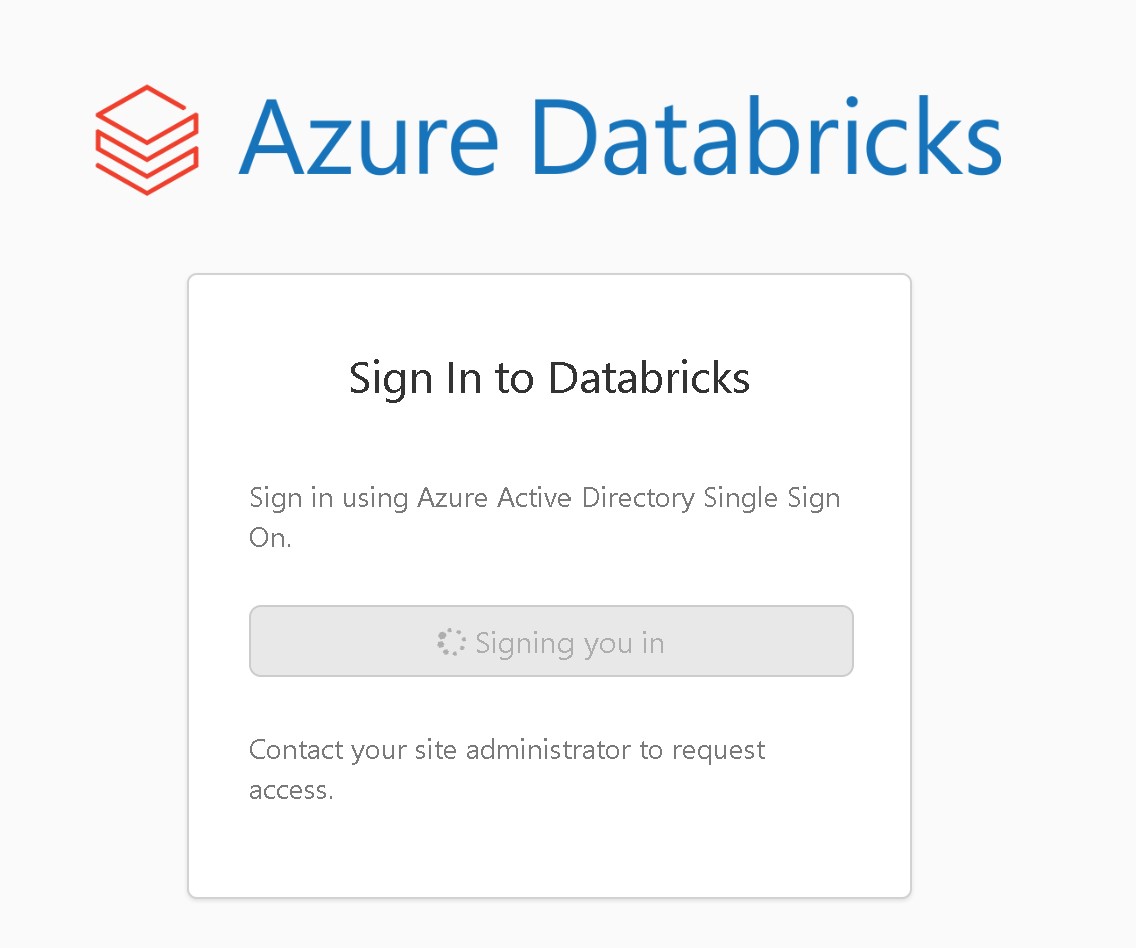 Azure Databricks
Sign In to Databricks
Sign in using Azure Active Directory Single Sign
On.
Signing you in
Contact your site administrator to request
access.